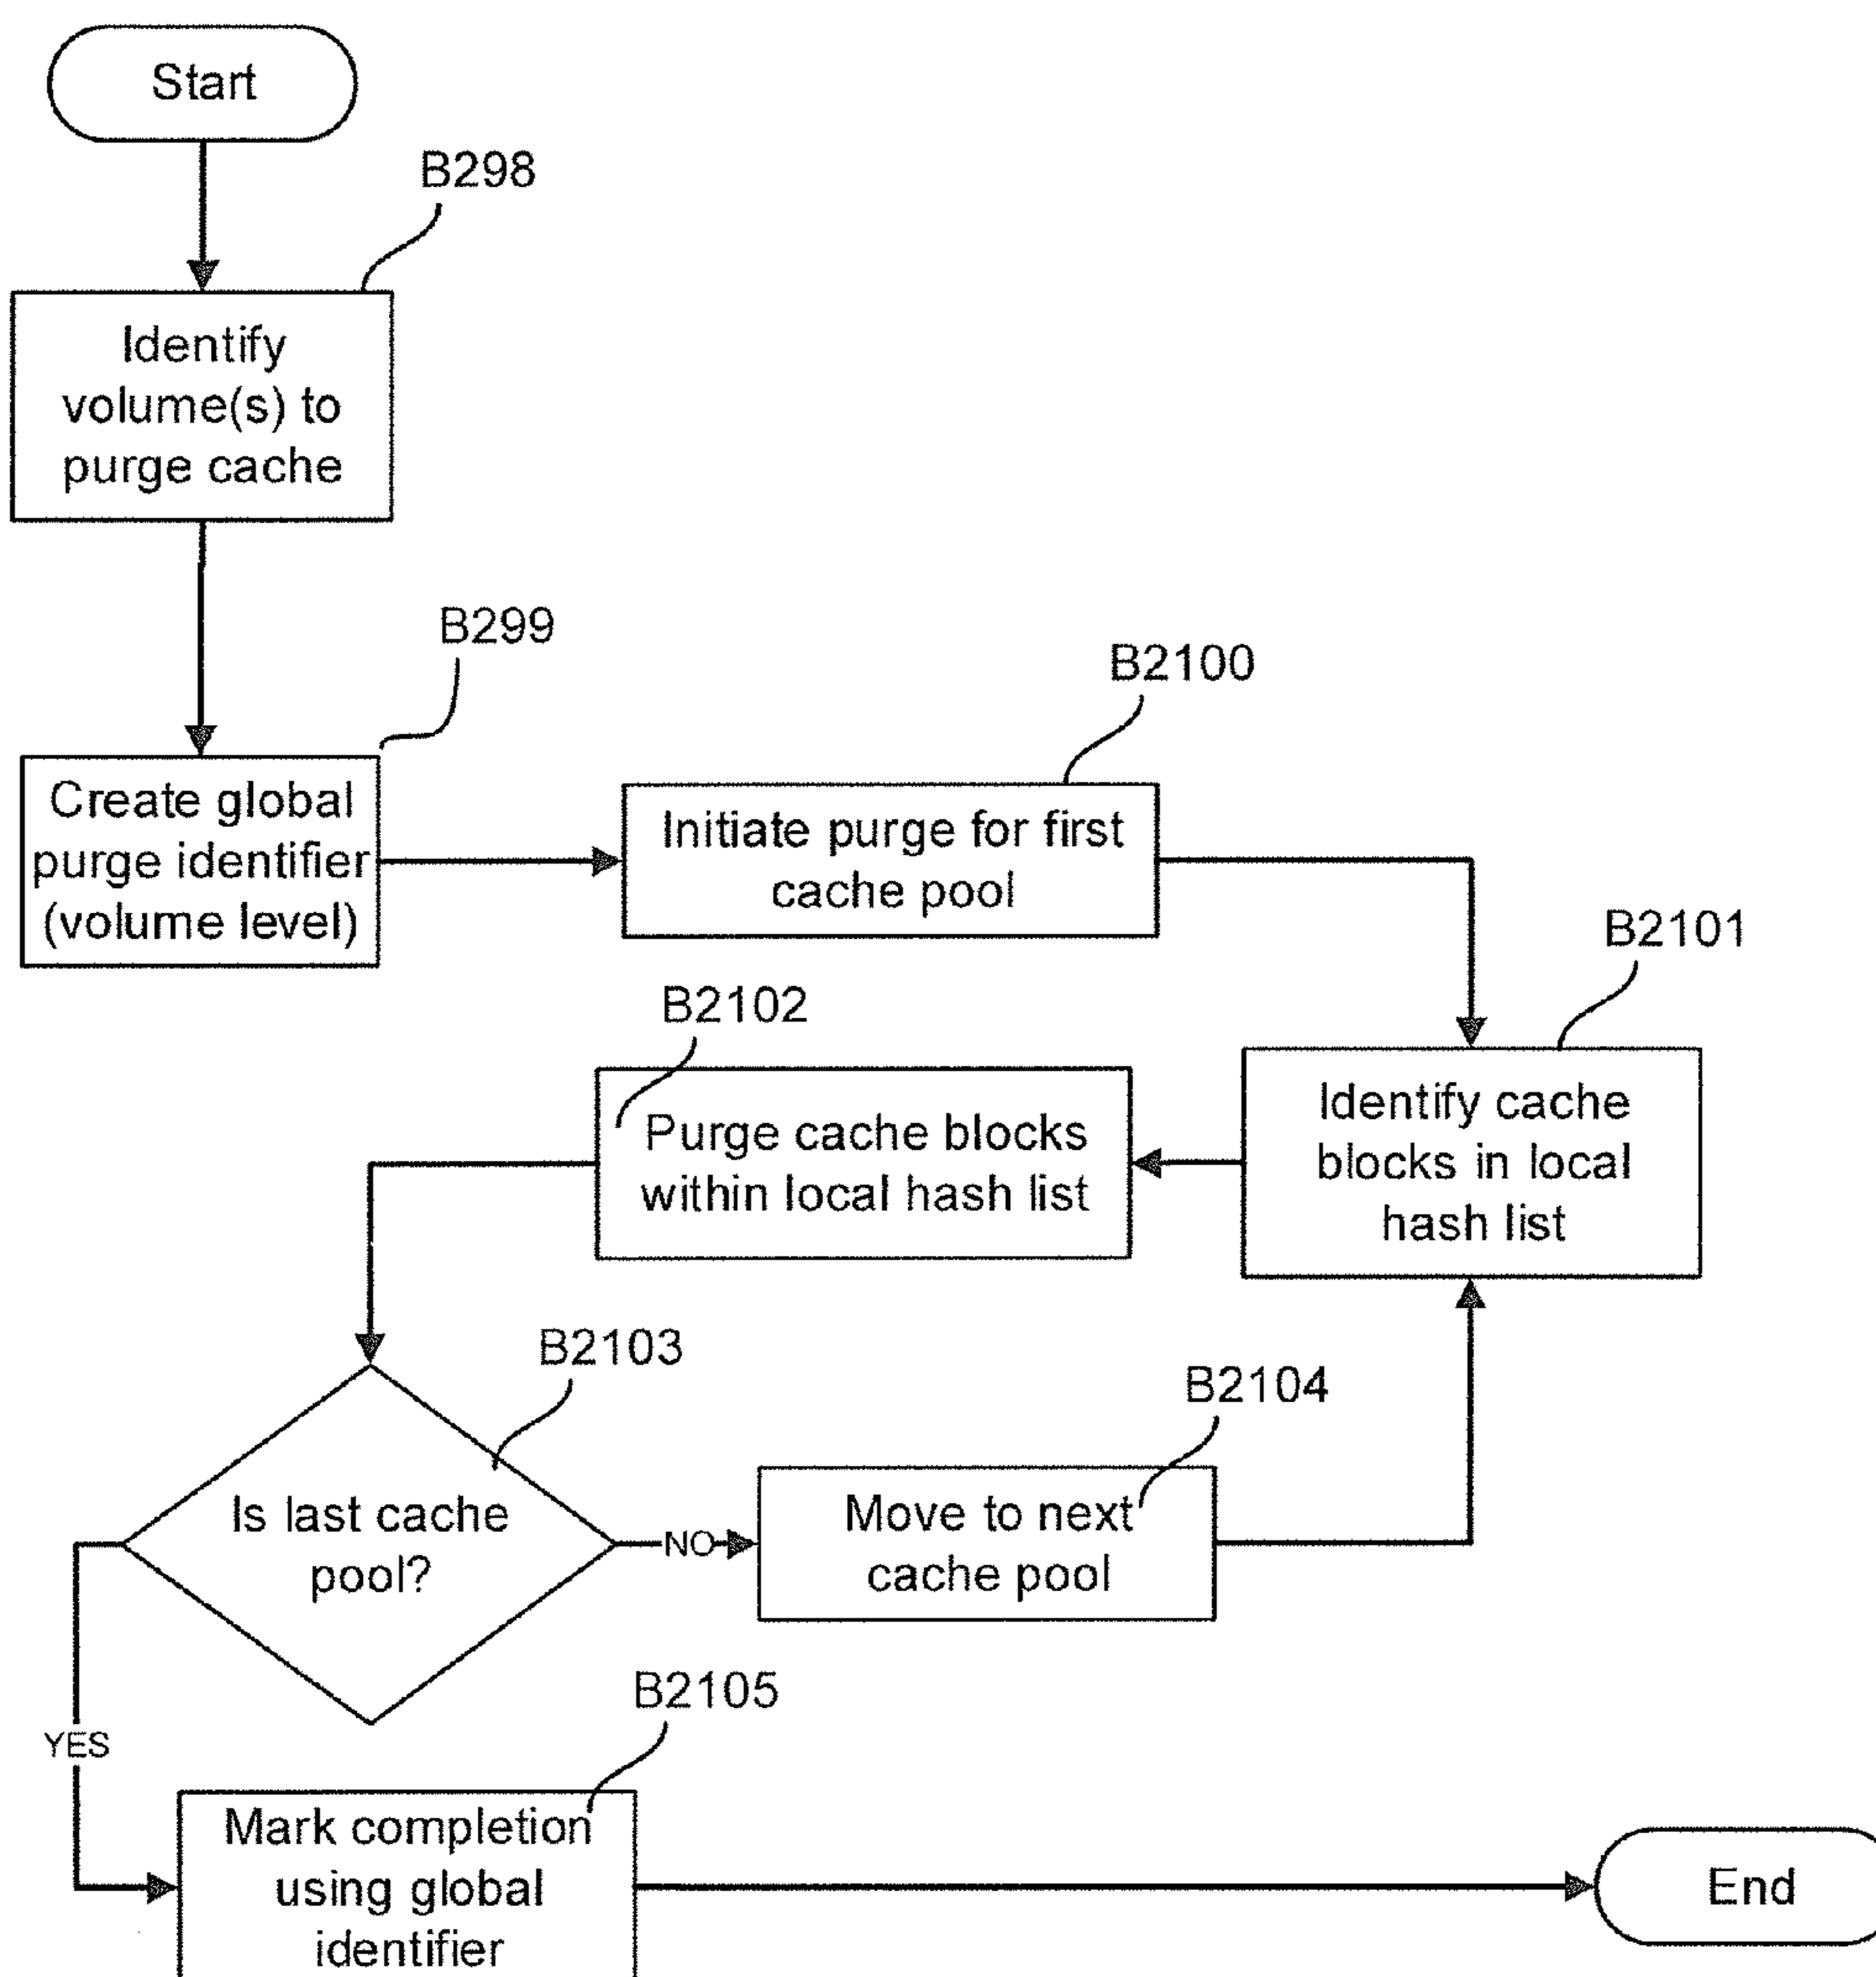 Start
B298
Identify
volume(s) to
purge cache
B299
Create global
purge identifier
(volume level)
B2100
Initiate purge for first
cache pool
B2101
Identify cache
blocks in local
hash list
B2102
Purge cache blocks
within local hash list
B2103
Is last cache
pool?
NO
B2104
Move to next
cache pool
YES
B2105
Mark completion
using global
identifier
End